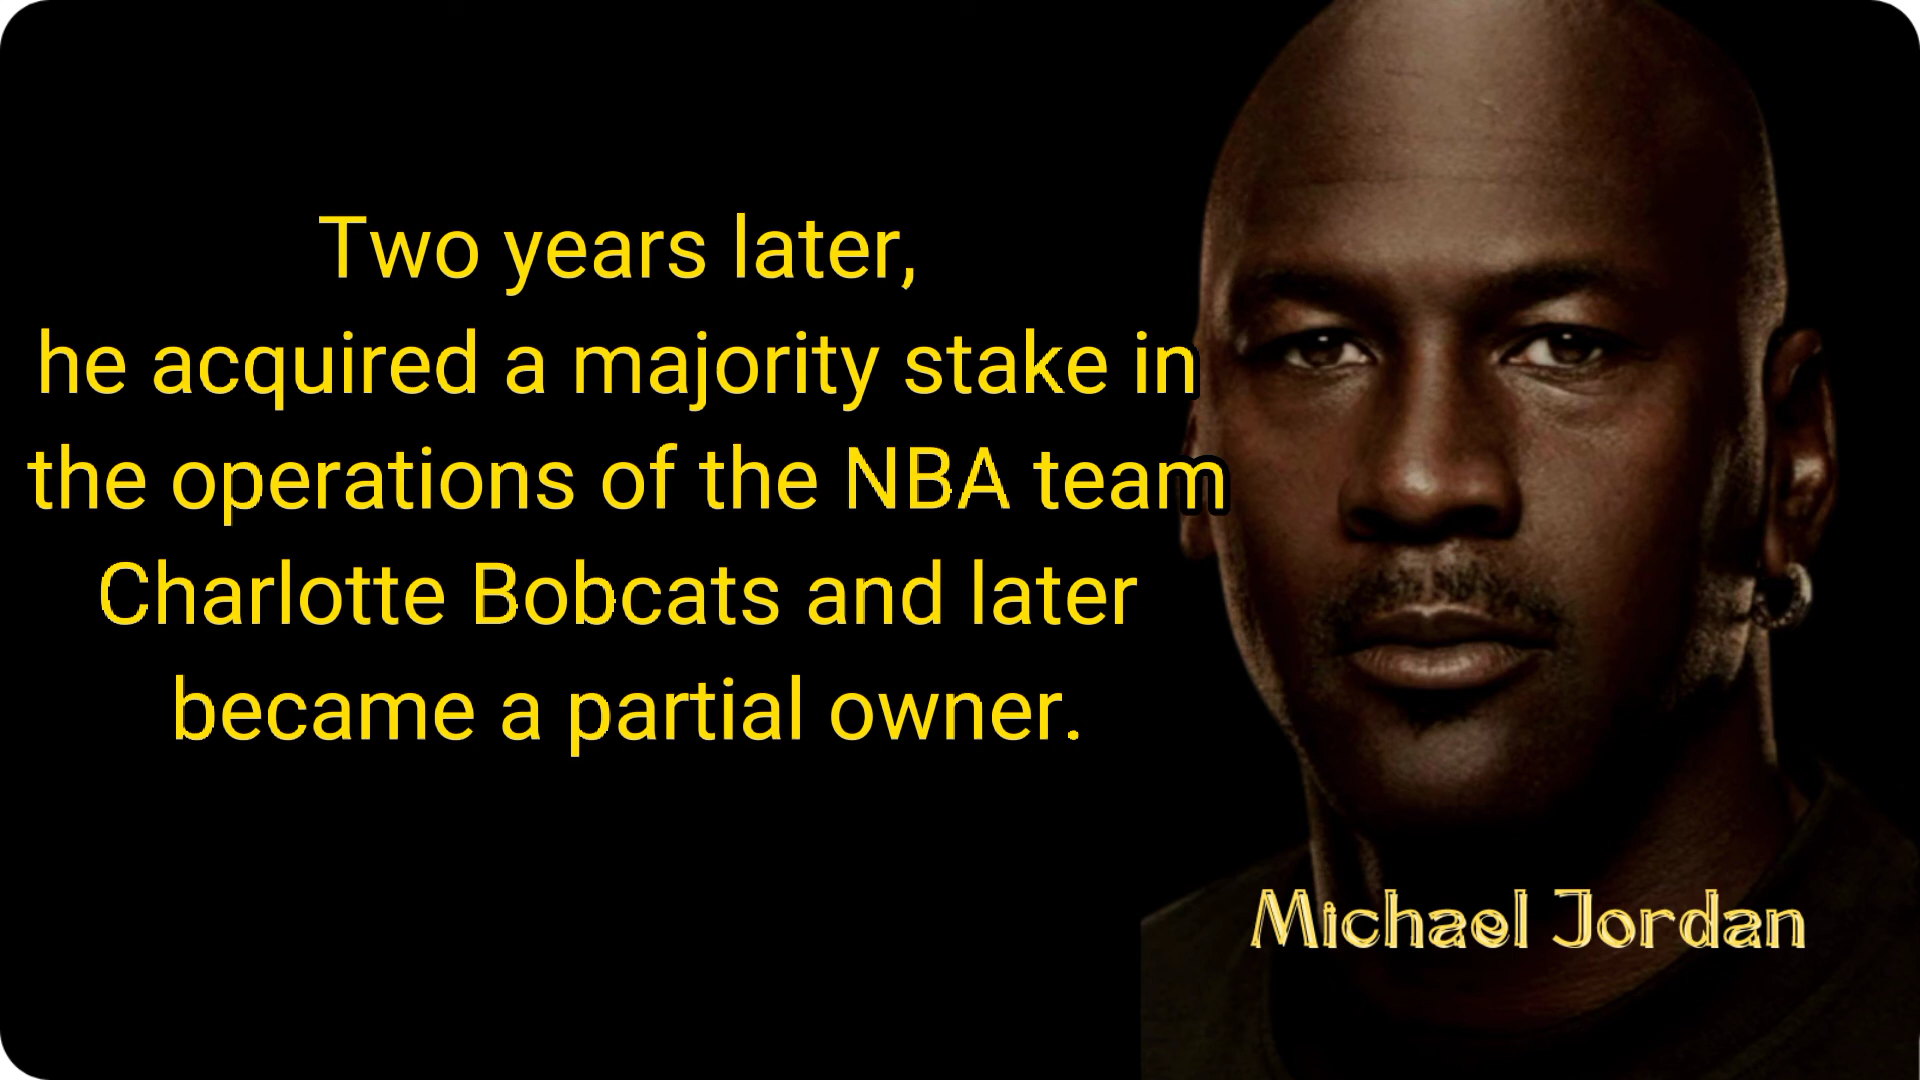 Two years later,
he acquired a majority stake in
the operations of the NBA team
Charlotte Bobcats and later
became a partial owner.
Michael Jordan